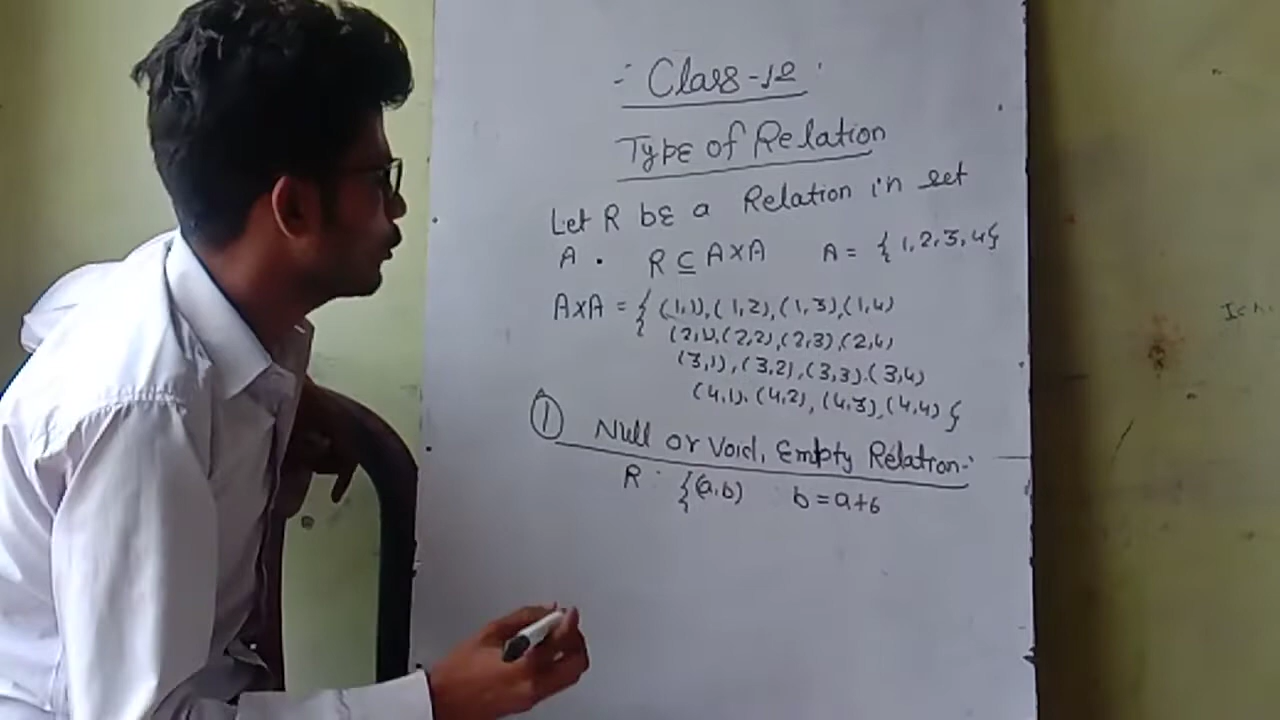 Class-12
Type of Relation
Let R be a Relation in set
A . R ⊆ A×A A = { 1,2,3,4}
A×A = { (1,1),(1,2),(1,3),(1,4)
(2,1),(2,2),(2,3),(2,4)
(3,1),(3,2),(3,3).(3,4)
(4,1).(4,2),(4,3),(4,4) }
① Null or Void, Empty Relation-
R {(a,b) b = a+6